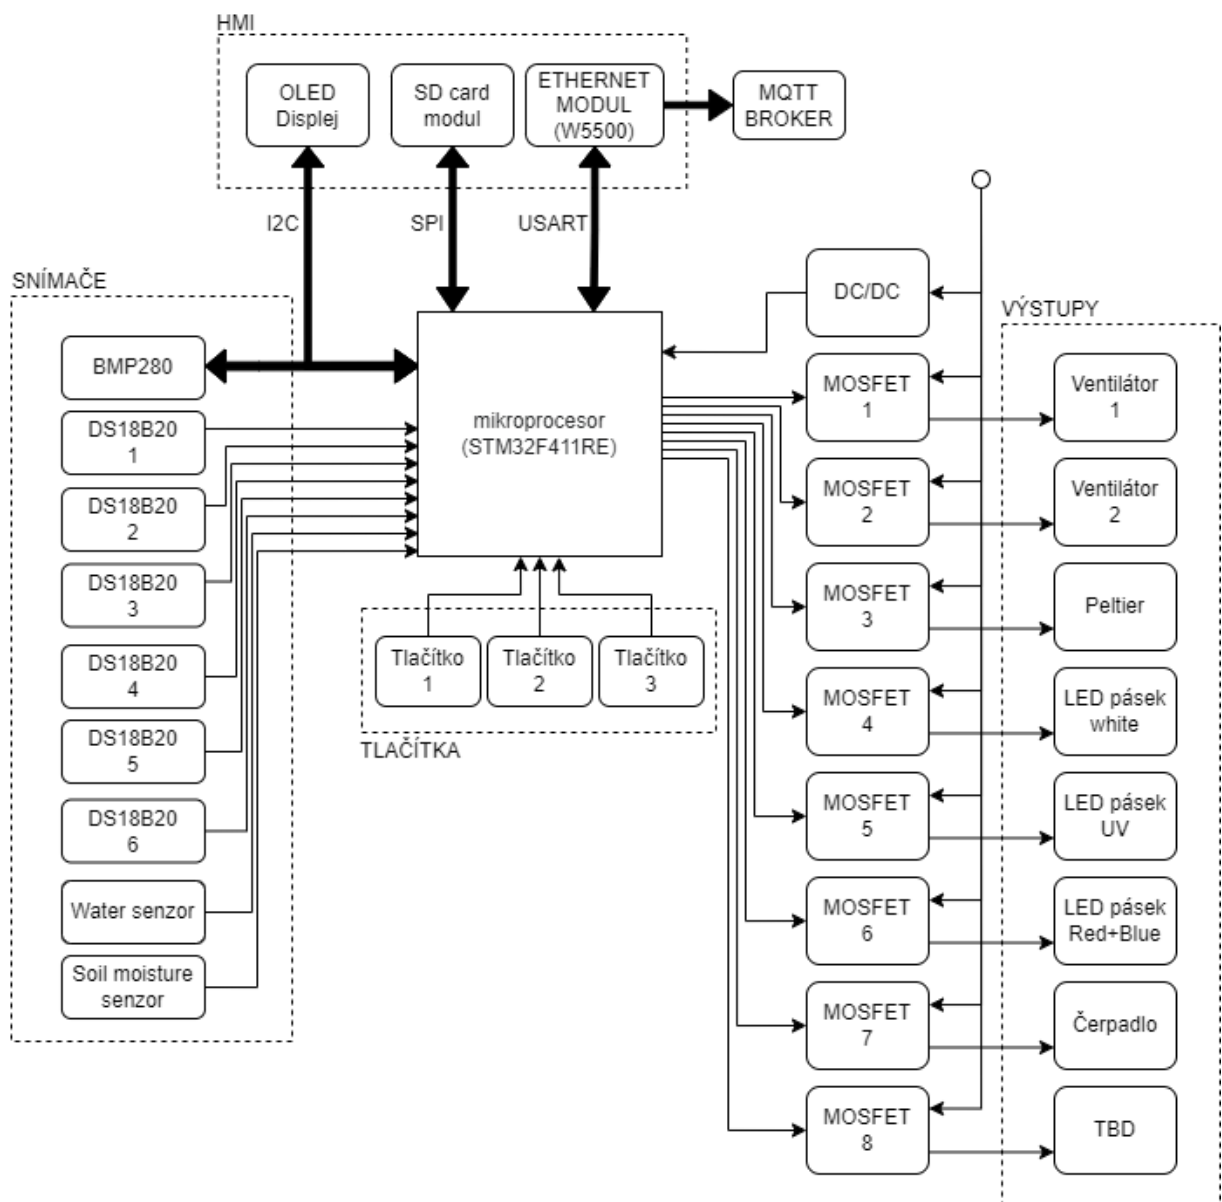 HMI
OLED
Displej
SD card
modul
ETHERNET
MODUL
(W5500)
MQTT
BROKER
I2C
SPI
USART
SNÍMAČE
BMP280
DS18B20
1
DS18B20
2
DS18B20
3
DS18B20
4
DS18B20
5
DS18B20
6
Water senzor
Soil moisture
senzor
mikroprocesor
(STM32F411RE)
Tlačítko
1
Tlačítko
2
Tlačítko
3
TLAČÍTKA
DC/DC
MOSFET
1
MOSFET
2
MOSFET
3
MOSFET
4
MOSFET
5
MOSFET
6
MOSFET
7
MOSFET
8
VÝSTUPY
Ventilátor
1
Ventilátor
2
Peltier
LED pásek
white
LED pásek
UV
LED pásek
Red+Blue
Čerpadlo
TBD